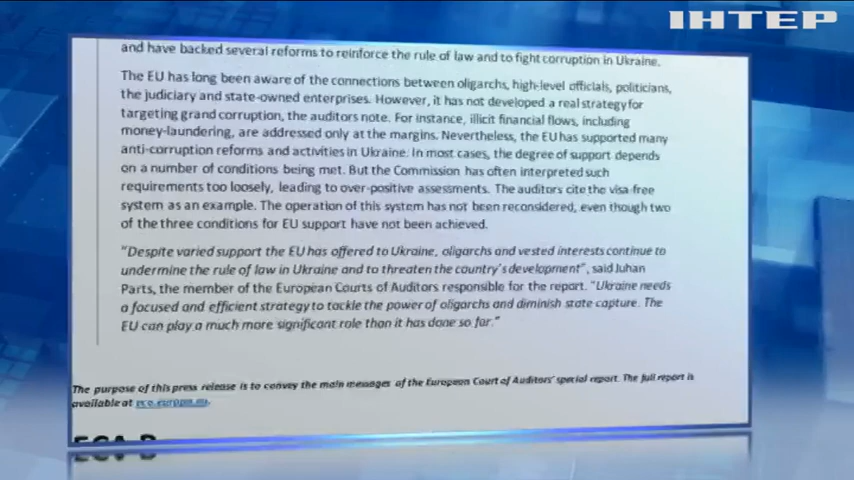 ІНТЕР
and have backed several reforms to reinforce the rule of law and to fight corruption in Ukraine.
The EU has long been aware of the connections between oligarchs, high-level officials, politicians,
the judiciary and state-owned enterprises. However, it has not developed a real strategy for
targeting grand corruption, the auditors note. For instance, illicit financial flows, including
money-laundering, are addressed only at the margins. Nevertheless, the EU has supported many
anti-corruption reforms and activities in Ukraine. In most cases, the degree of support depends
on a number of conditions being met. But the Commission has often interpreted such
requirements too loosely, leading to over-positive assessments. The auditors cite the visa-free
system as an example. The operation of this system has not been reconsidered, even though two
of the three conditions for EU support have not been achieved.
"Despite varied support the EU has offered to Ukraine, oligarchs and vested interests continue to
undermine the rule of law in Ukraine and to threaten the country's development", said Juhan
Parts, the member of the European Courts of Auditors responsible for the report. "Ukraine needs
a focused and efficient strategy to tackle the power of oligarchs and diminish state capture. The
EU can play a much more significant role than it has done so far."
The purpose of this press release is to convey the main messages of the European Court of Auditors' special report. The full report is
available at eca.europa.eu.